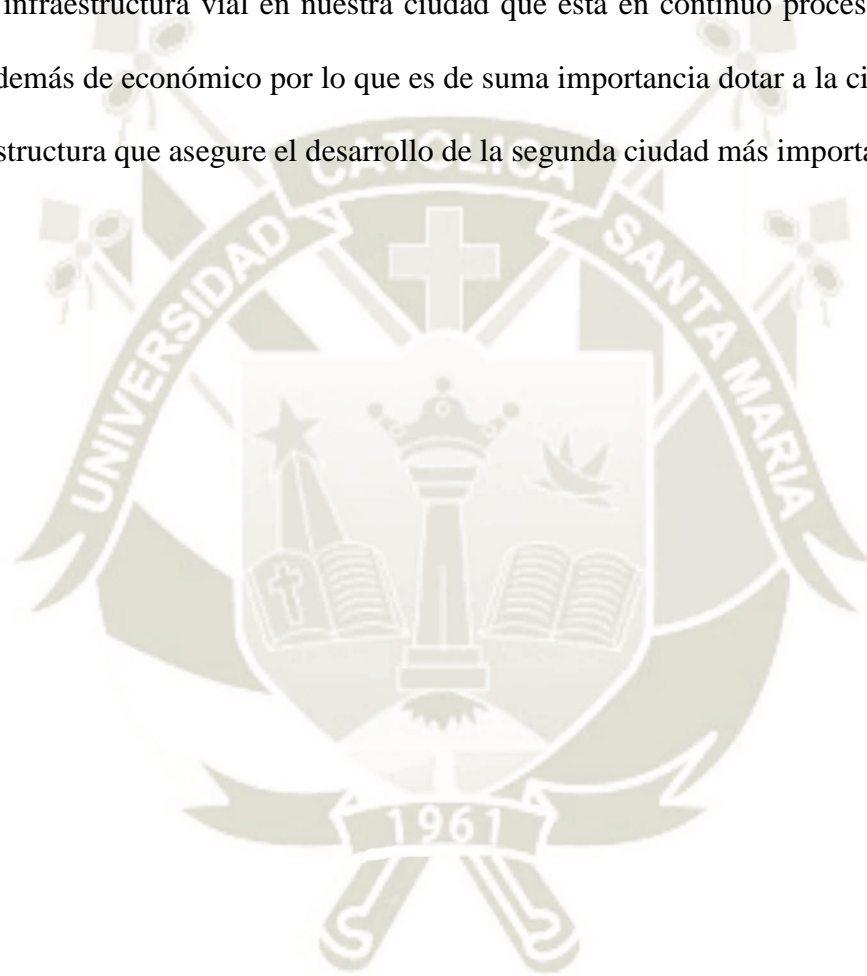 infraestructura vial en nuestra ciudad que está en continuo proces
demás de económico por lo que es de suma importancia dotar a la ci
structura que asegure el desarrollo de la segunda ciudad más importa
CATOLICA
UNIVERSIDAD
SANTA MARIA
1961